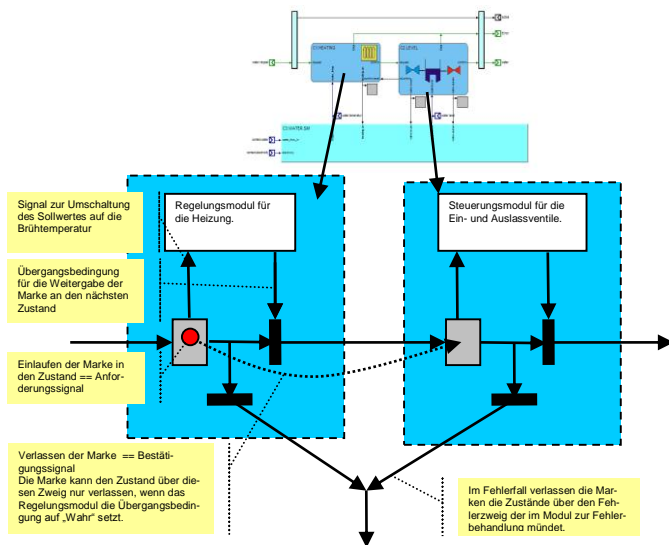 Signal zur Umschaltung
des Sollwertes auf die
Brühtemperatur
Regelungsmodul für
die Heizung.
Steuerungsmodul für die
Ein- und Auslassventile.
Übergangsbedingung
für die Weitergabe der
Marke an den nächsten
Zustand
Einlaufen der Marke in
den Zustand == Anfor-
derungssignal
Verlassen der Marke == Bestäti-
gungssignal
Die Marke kann den Zustand über die-
sen Zweig nur verlassen, wenn das
Regelungsmodul die Übergangsbedin-
gung auf „Wahr“ setzt.
Im Fehlerfall verlassen die Mar-
ken die Zustände über den Feh-
lerzweig der im Modul zur Fehler-
behandlung mündet.